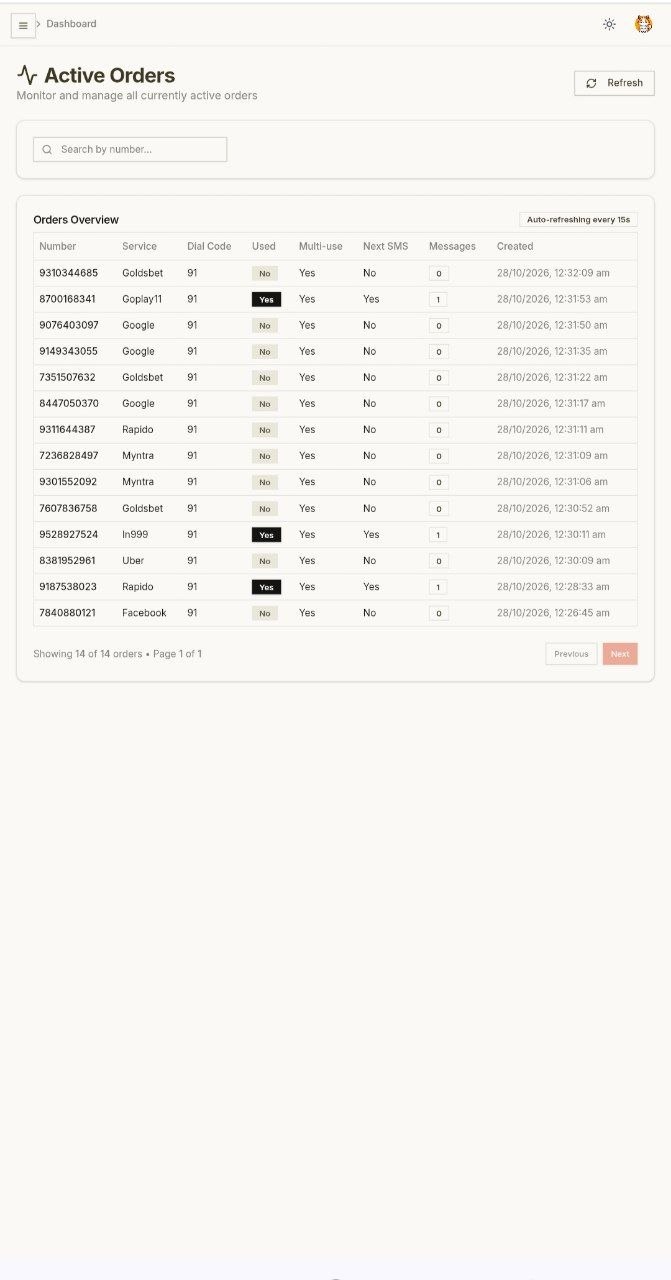 Dashboard
Active Orders
Monitor and manage all currently active orders
Refresh
Search by number...
Orders Overview
Auto-refreshing every 15s
Number Service Dial Code Used Multi-use Next SMS Messages Created
9310344685 Goldsbet 91 No Yes No 0 28/10/2026, 12:32:09 am
8700168341 Goplay11 91 Yes Yes Yes 1 28/10/2026, 12:31:53 am
9076403097 Google 91 No Yes No 0 28/10/2026, 12:31:50 am
9149343055 Google 91 No Yes No 0 28/10/2026, 12:31:35 am
7351507632 Goldsbet 91 No Yes No 0 28/10/2026, 12:31:22 am
8447050370 Google 91 No Yes No 0 28/10/2026, 12:31:17 am
9311644387 Rapido 91 No Yes No 0 28/10/2026, 12:31:11 am
7236828497 Myntra 91 No Yes No 0 28/10/2026, 12:31:09 am
9301552092 Myntra 91 No Yes No 0 28/10/2026, 12:31:06 am
7607836758 Goldsbet 91 No Yes No 0 28/10/2026, 12:30:52 am
9528927524 In999 91 Yes Yes Yes 1 28/10/2026, 12:30:11 am
8381952961 Uber 91 No Yes No 0 28/10/2026, 12:30:09 am
9187538023 Rapido 91 Yes Yes Yes 1 28/10/2026, 12:28:33 am
7840880121 Facebook 91 No Yes No 0 28/10/2026, 12:26:45 am
Showing 14 of 14 orders • Page 1 of 1
Previous Next